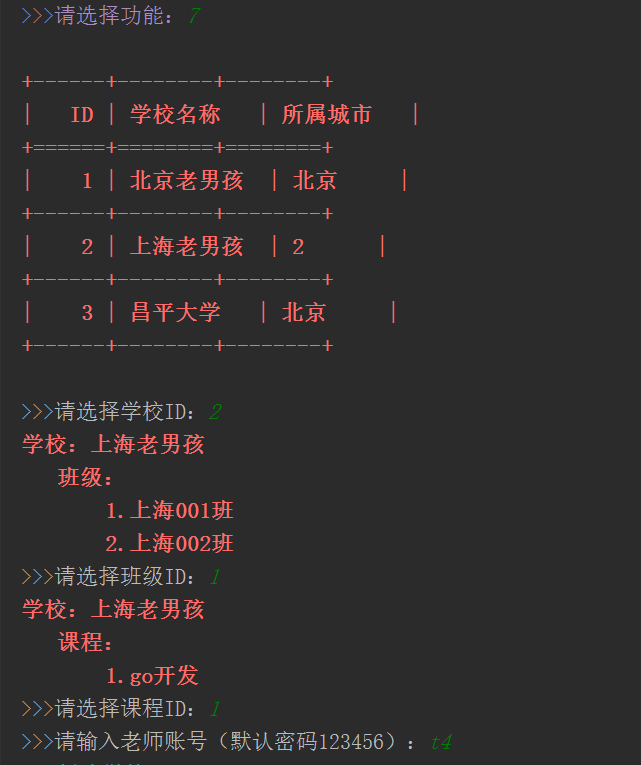 >>>请选择功能：7
+------+--------+--------+
|   ID | 学校名称   | 所属城市   |
+======+========+========+
|    1 | 北京老男孩  | 北京     |
+------+--------+--------+
|    2 | 上海老男孩  | 2      |
+------+--------+--------+
|    3 | 昌平大学   | 北京     |
+------+--------+--------+
>>>请选择学校ID：2
学校：上海老男孩
班级：
1.上海001班
2.上海002班
>>>请选择班级ID：1
学校：上海老男孩
课程：
1.go开发
>>>请选择课程ID：1
>>>请输入老师账号（默认密码123456）：t4